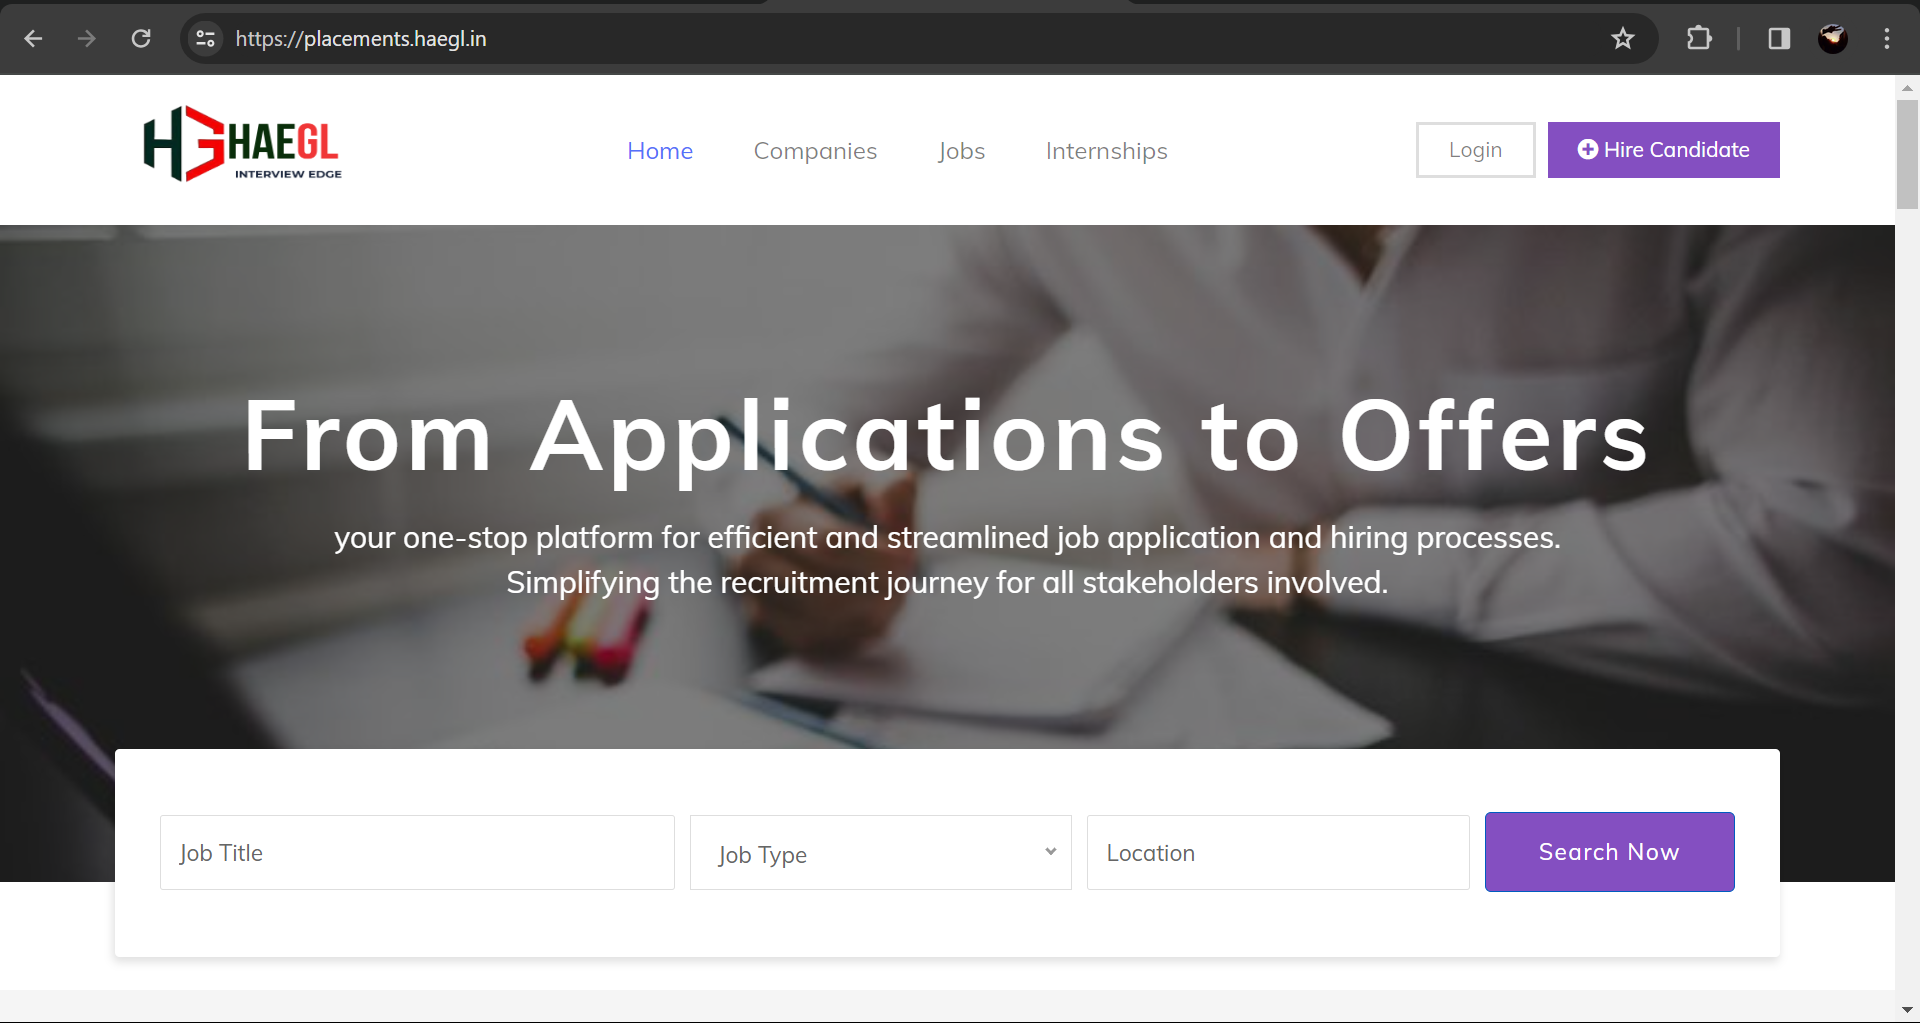 https://placements.haegl.in
HG HAEGL
INTERVIEW EDGE
Home
Companies
Jobs
Internships
Login
Hire Candidate
From Applications to Offers
your one-stop platform for efficient and streamlined job application and hiring processes.
Simplifying the recruitment journey for all stakeholders involved.
Job Title
Job Type
Location
Search Now